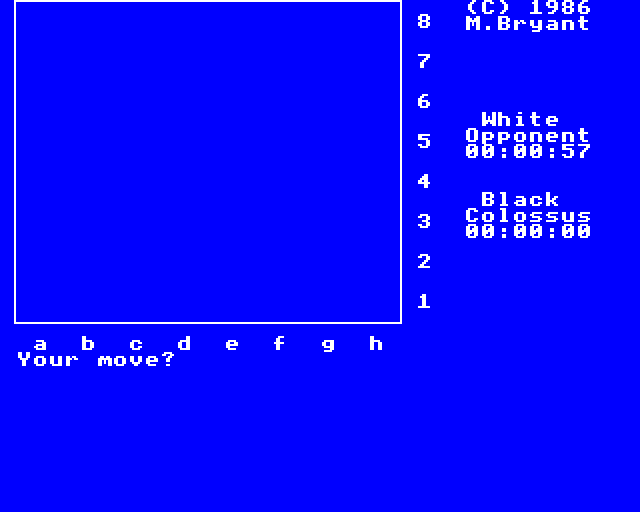 (C) 1986
M.Bryant
8
7
6
5
4
3
2
1
White
Opponent
00:00:57
Black
Colossus
00:00:00
a b c d e f g h
Your move?